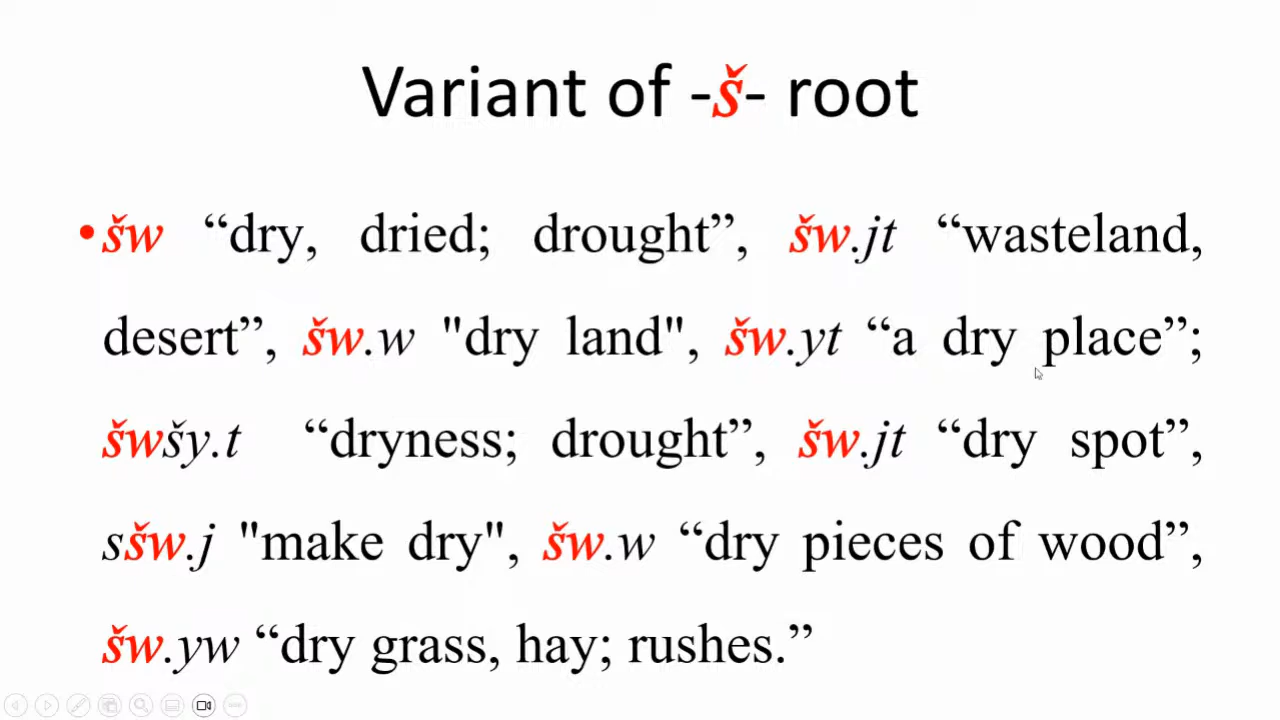 Variant of -š- root
•šw “dry, dried; drought”, šw.jt “wasteland,
desert”, šw.w "dry land", šw.yt “a dry place”;
šwšy.t “dryness; drought”, šw.jt “dry spot”,
sšw.j "make dry", šw.w “dry pieces of wood”,
šw.yw “dry grass, hay; rushes.”